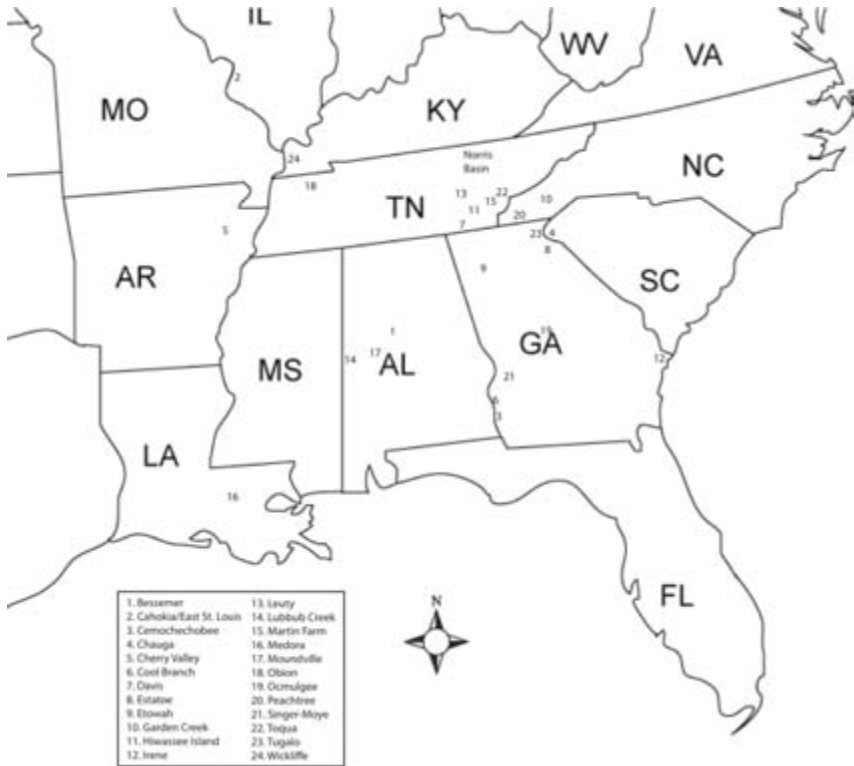 IL
WV
VA
2
MO
KY
24
Norris
Basin
NC
18
13
22
15
10
TN
11
20
7
5
23
4
8
9
AR
SC
1
19
GA
17
14
AL
12
MS
21
6
3
LA
16
FL
N
1. Bessemer
2. Cahokia/East St. Louis
3. Cemochechobee
4. Chauga
5. Cherry Valley
6. Cool Branch
7. Davis
8. Estatoe
9. Etowah
10. Garden Creek
11. Hiwassee Island
12. Irene
13. Leuty
14. Lubbub Creek
15. Martin Farm
16. Medora
17. Moundville
18. Obion
19. Ocmulgee
20. Peachtree
21. Singer-Moye
22. Toqua
23. Tugalo
24. Wickliffe